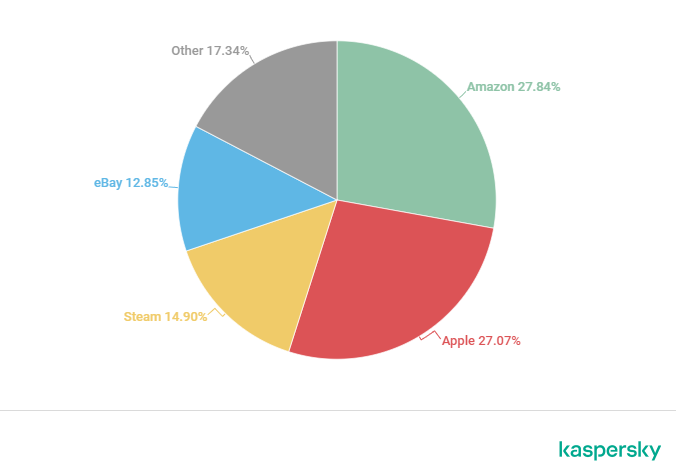 Other 17.34%
Amazon 27.84%
eBay 12.85%
Steam 14.90%
Apple 27.07%
kaspersky